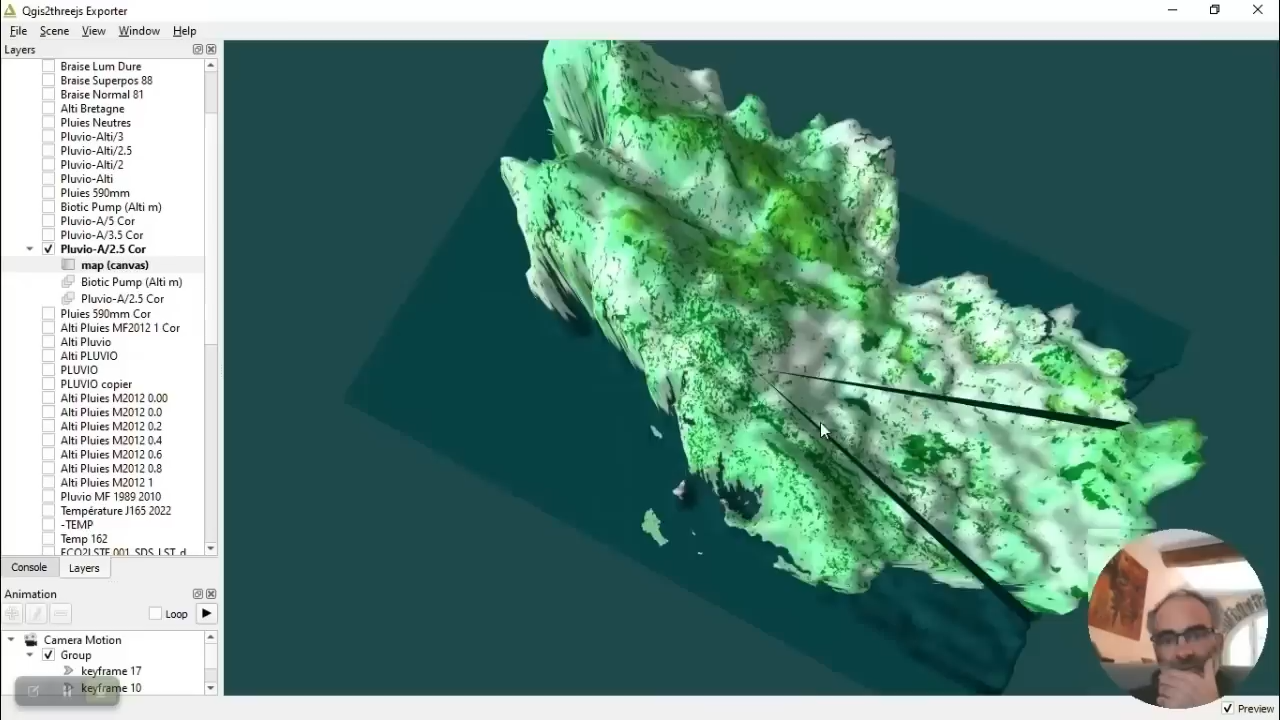 Qgis2threejs Exporter
File Scene View Window Help
Layers
Braise Lum Dure
Braise Superpos 88
Braise Normal 81
Alti Bretagne
Pluies Neutres
Pluvio-Alti/3
Pluvio-Alti/2.5
Pluvio-Alti/2
Pluvio-Alti
Pluies 590mm
Biotic Pump (Alti m)
Pluvio-A/5 Cor
Pluvio-A/3.5 Cor
Pluvio-A/2.5 Cor
map (canvas)
Biotic Pump (Alti m)
Pluvio-A/2.5 Cor
Pluies 590mm Cor
Alti Pluies MF2012 1 Cor
Alti Pluvio
Alti PLUVIO
PLUVIO
PLUVIO copier
Alti Pluies M2012 0.00
Alti Pluies M2012 0.0
Alti Pluies M2012 0.2
Alti Pluies M2012 0.4
Alti Pluies M2012 0.6
Alti Pluies M2012 0.8
Alti Pluies M2012 1
Pluvio MF 1989 2010
Température J165 2022
-TEMP
Temp 162
Console Layers
Animation
Loop
Camera Motion
Group
keyframe 17
keyframe 10
Preview